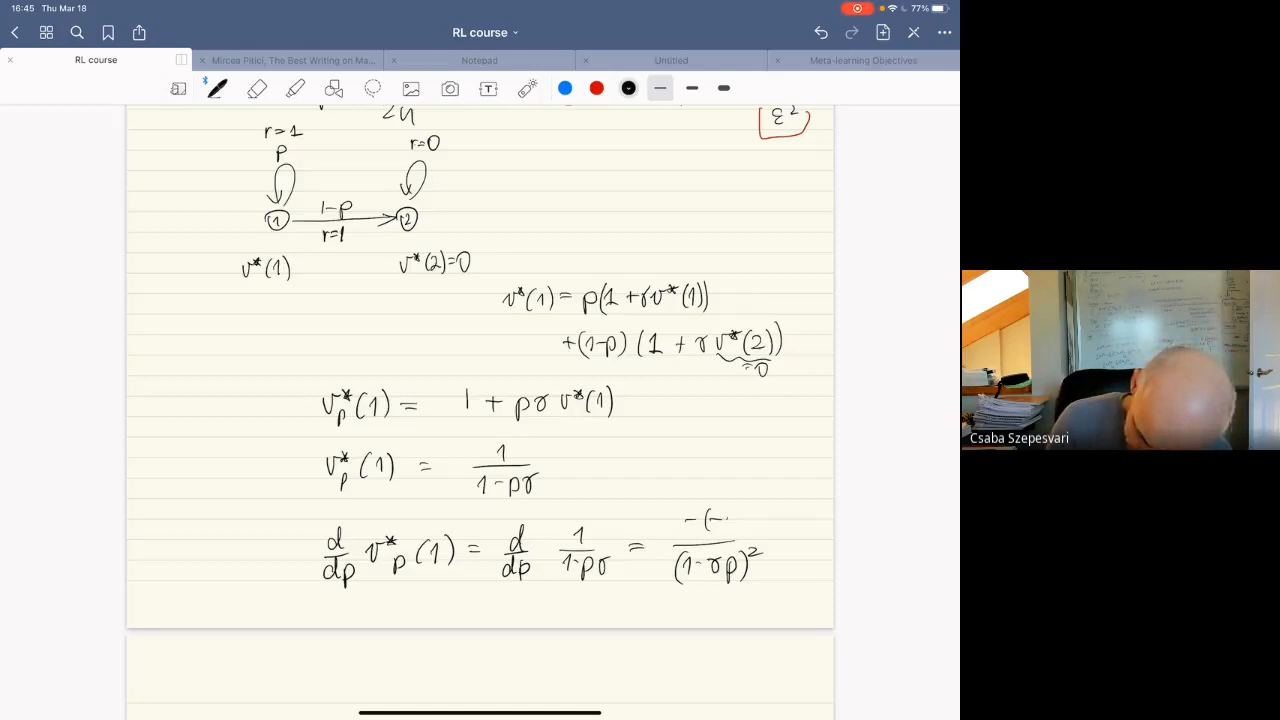 16:45 Thu Mar 18
77%
RL course
RL course
Mircea Pitici, The Best Writing on Ma...
Notepad
Untitled
Meta-learning Objectives
ε²
r=1
p
r=0
1-p
1
2
r=1
v*(1)
v*(2)=0
v*(1) = p(1 + γv*(1))
+(1-p) (1 + γ v*(2))
=0
v*_p(1) = 1 + pγ v*(1)
v*_p(1) = 1/(1-pγ)
d/dp v*_p(1) = d/dp 1/(1-pγ) = -(-/(1-γp)²
Csaba Szepesvari